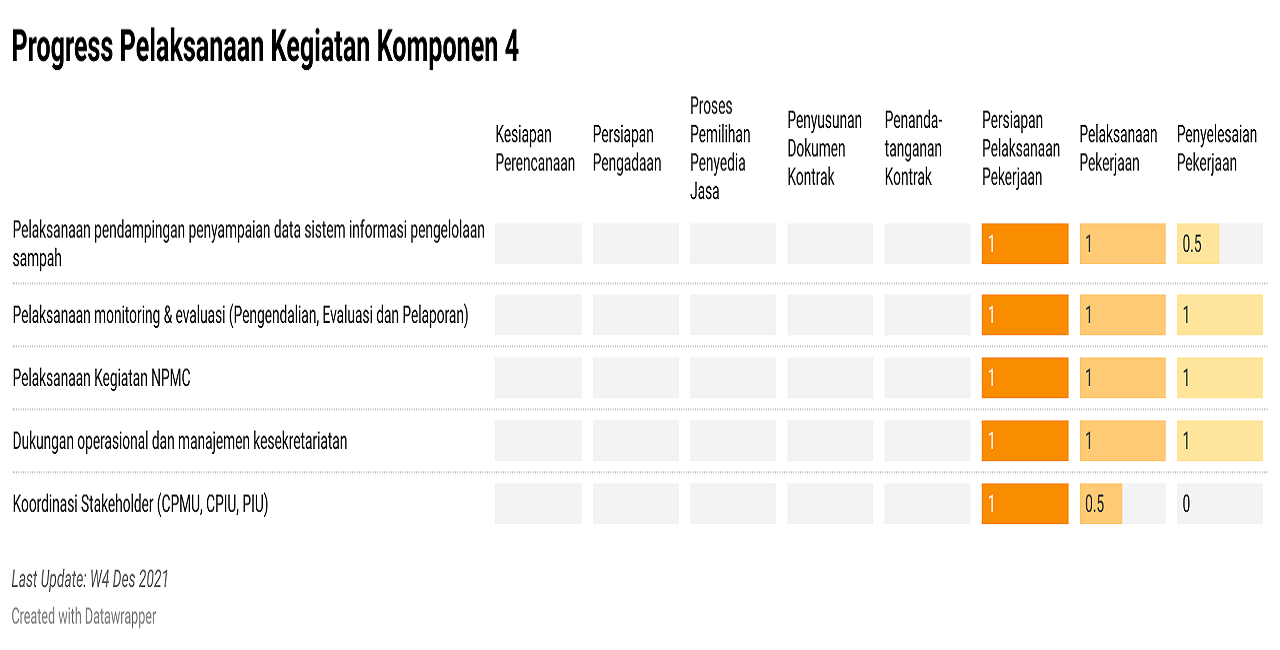 Progress Pelaksanaan Kegiatan Komponen 4
Kesiapan
Perencanaan
Persiapan
Pengadaan
Proses
Pemilihan
Penyedia
Jasa
Penyusunan
Dokumen
Kontrak
Penanda-
tanganan
Kontrak
Persiapan
Pelaksanaan
Pekerjaan
Pelaksanaan
Pekerjaan
Penyelesaian
Pekerjaan
Pelaksanaan pendampingan penyampaian data sistem informasi pengelolaan
sampah
1 1 0.5
Pelaksanaan monitoring & evaluasi (Pengendalian, Evaluasi dan Pelaporan) 1 1 1
Pelaksanaan Kegiatan NPMC 1 1 1
Dukungan operasional dan manajemen kesekretariatan 1 1 1
Koordinasi Stakeholder (CPMU, CPIU, PIU) 1 0.5 0
Last Update: W4 Des 2021
Created with Datawrapper